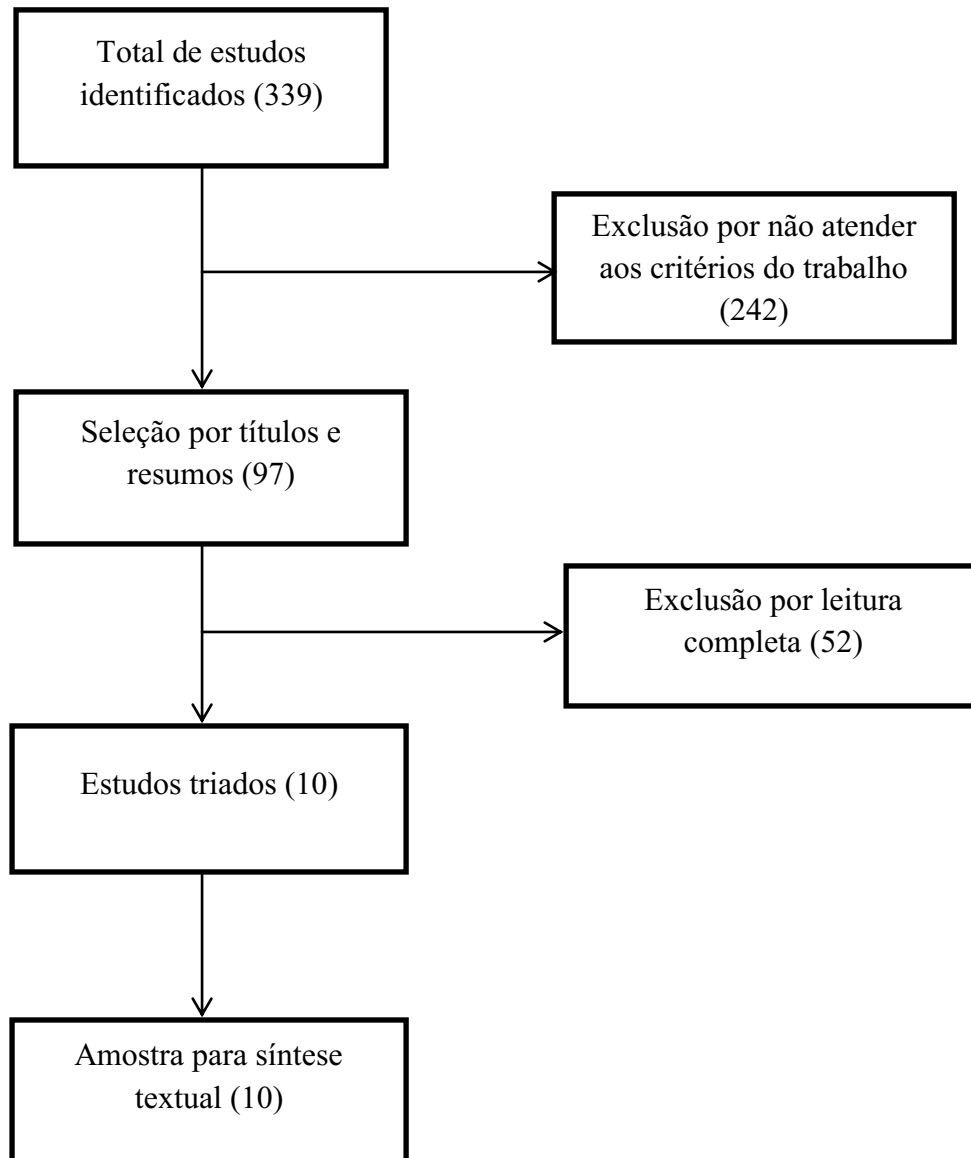 Total de estudos
identificados (339)
Exclusão por não atender
aos critérios do trabalho
(242)
Seleção por títulos e
resumos (97)
Exclusão por leitura
completa (52)
Estudos triados (10)
Amostra para síntese
textual (10)